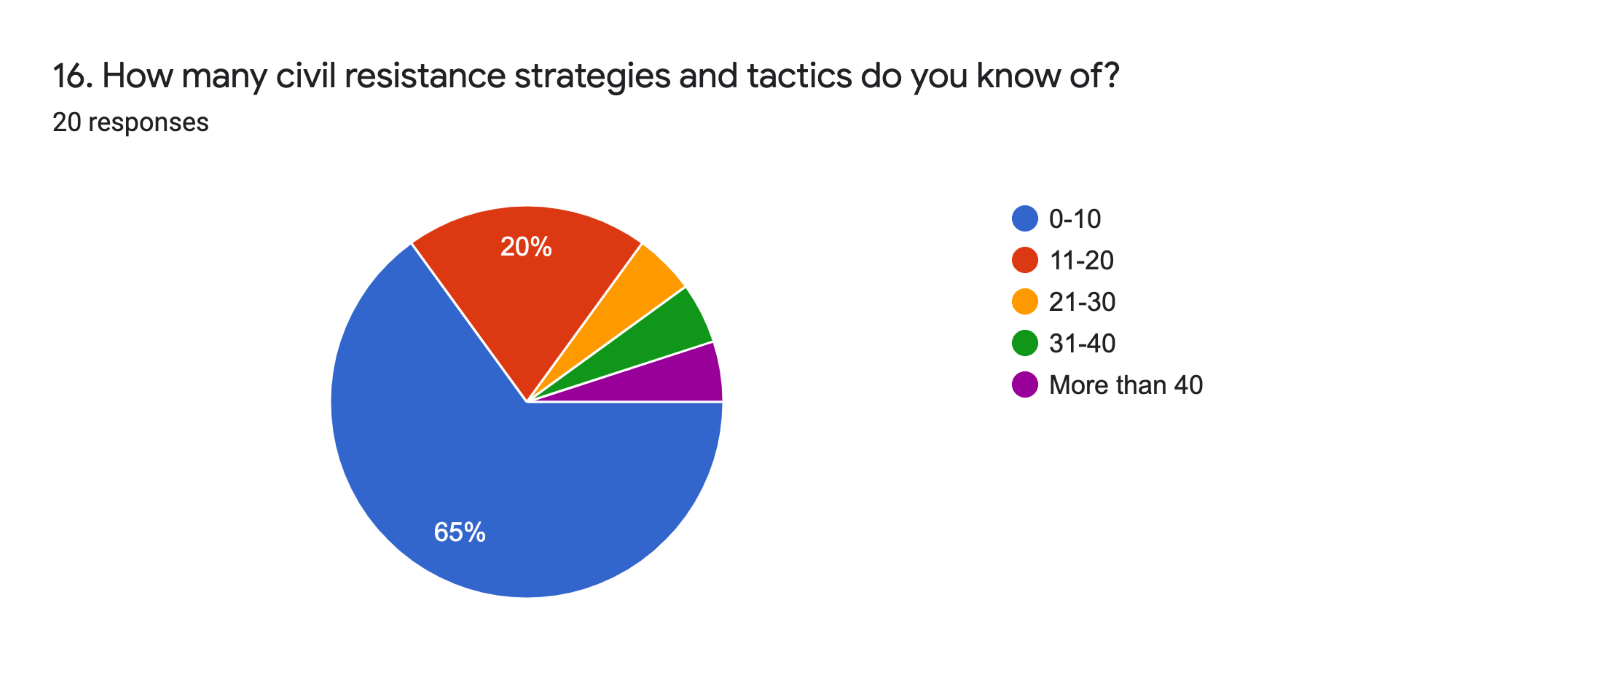 16. How many civil resistance strategies and tactics do you know of?
20 responses
20%
65%
0-10
11-20
21-30
31-40
More than 40